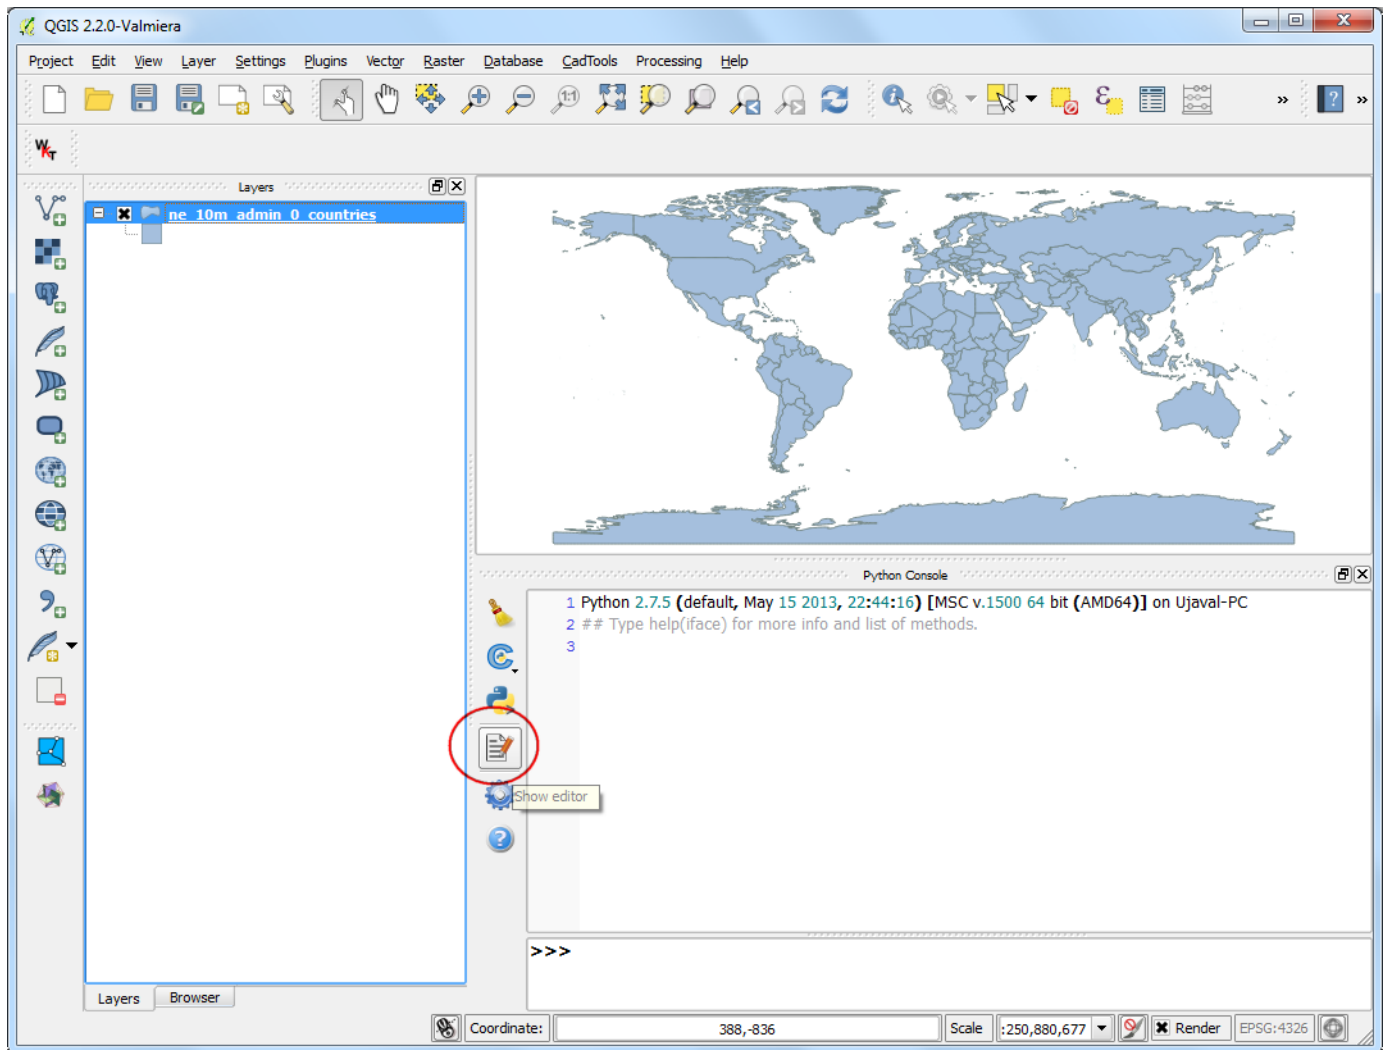 QGIS 2.2.0-Valmiera
Project Edit View Layer Settings Plugins Vector Raster Database CadTools Processing Help
1:1 ε ? » »
WKT
Layers
ne_10m_admin_0_countries
Python Console
1 Python 2.7.5 (default, May 15 2013, 22:44:16) [MSC v.1500 64 bit (AMD64)] on Ujaval-PC
2 ## Type help(iface) for more info and list of methods.
3
Show editor
?
>>>
Layers Browser
Coordinate: 388,-836 Scale :250,880,677 Render EPSG:4326